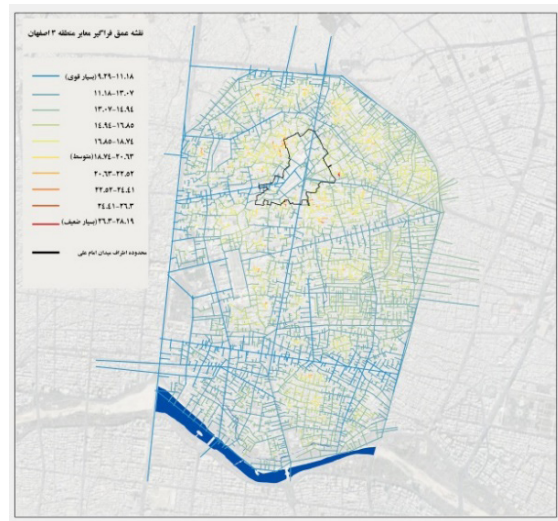 نقشه عمق فراگیر معابر منطقه ۳ اصفهان
۹.۲۹-۱۱.۱۸ (بسیار قوی)
۱۱.۱۸-۱۳.۰۷
۱۳.۰۷-۱۴.۹۴
۱۴.۹۴-۱۶.۸۵
۱۶.۸۵-۱۸.۷۴
۱۸.۷۴-۲۰.۶۳ (متوسط)
۲۰.۶۳-۲۲.۵۲
۲۲.۵۲-۲۴.۴۱
۲۴.۴۱-۲۶.۳
۲۶.۳-۲۸.۱۹ (بسیار ضعیف)
محدوده اطراف میدان امام علی